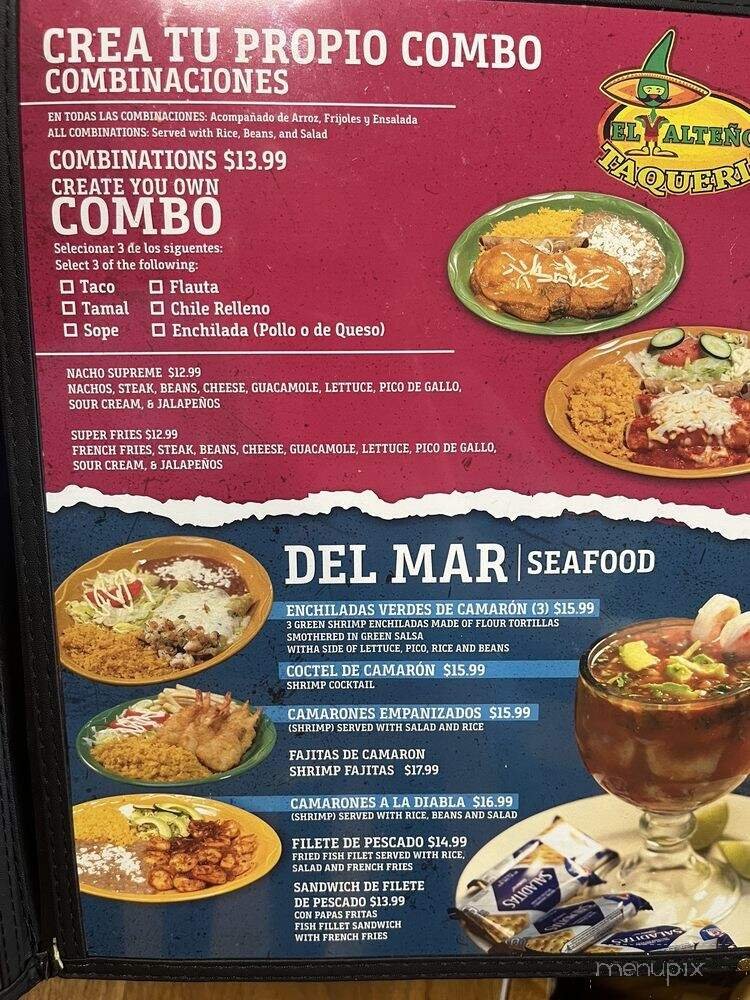 CREA TU PROPIO COMBO
COMBINACIONES
EN TODAS LAS COMBINACIONES: Acompañado de Arroz, Frijoles y Ensalada
ALL COMBINATIONS: Served with Rice, Beans, and Salad
COMBINATIONS $13.99
CREATE YOU OWN
COMBO
Selecionar 3 de los siguentes:
Select 3 of the following:
Taco
Flauta
Tamal
Chile Relleno
Sope
Enchilada (Pollo o de Queso)
EL ALTEÑO
TAQUERI
NACHO SUPREME $12.99
NACHOS, STEAK, BEANS, CHEESE, GUACAMOLE, LETTUCE, PICO DE GALLO,
SOUR CREAM, & JALAPEÑOS
SUPER FRIES $12.99
FRENCH FRIES, STEAK, BEANS, CHEESE, GUACAMOLE, LETTUCE, PICO DE GALLO,
SOUR CREAM, & JALAPEÑOS
DEL MAR | SEAFOOD
ENCHILADAS VERDES DE CAMARÓN (3) $15.99
3 GREEN SHRIMP ENCHILADAS MADE OF FLOUR TORTILLAS
SMOTHERED IN GREEN SALSA
WITHA SIDE OF LETTUCE, PICO, RICE AND BEANS
COCTEL DE CAMARÓN $15.99
SHRIMP COCKTAIL
CAMARONES EMPANIZADOS $15.99
(SHRIMP) SERVED WITH SALAD AND RICE
FAJITAS DE CAMARON
SHRIMP FAJITAS $17.99
CAMARONES A LA DIABLA $16.99
(SHRIMP) SERVED WITH RICE, BEANS AND SALAD
FILETE DE PESCADO $14.99
FRIED FISH FILET SERVED WITH RICE,
SALAD AND FRENCH FRIES
SANDWICH DE FILETE
DE PESCADO $13.99
CON PAPAS FRITAS
FISH FILLET SANDWICH
WITH FRENCH FRIES
SALADITAS
SALADITAS
menupix